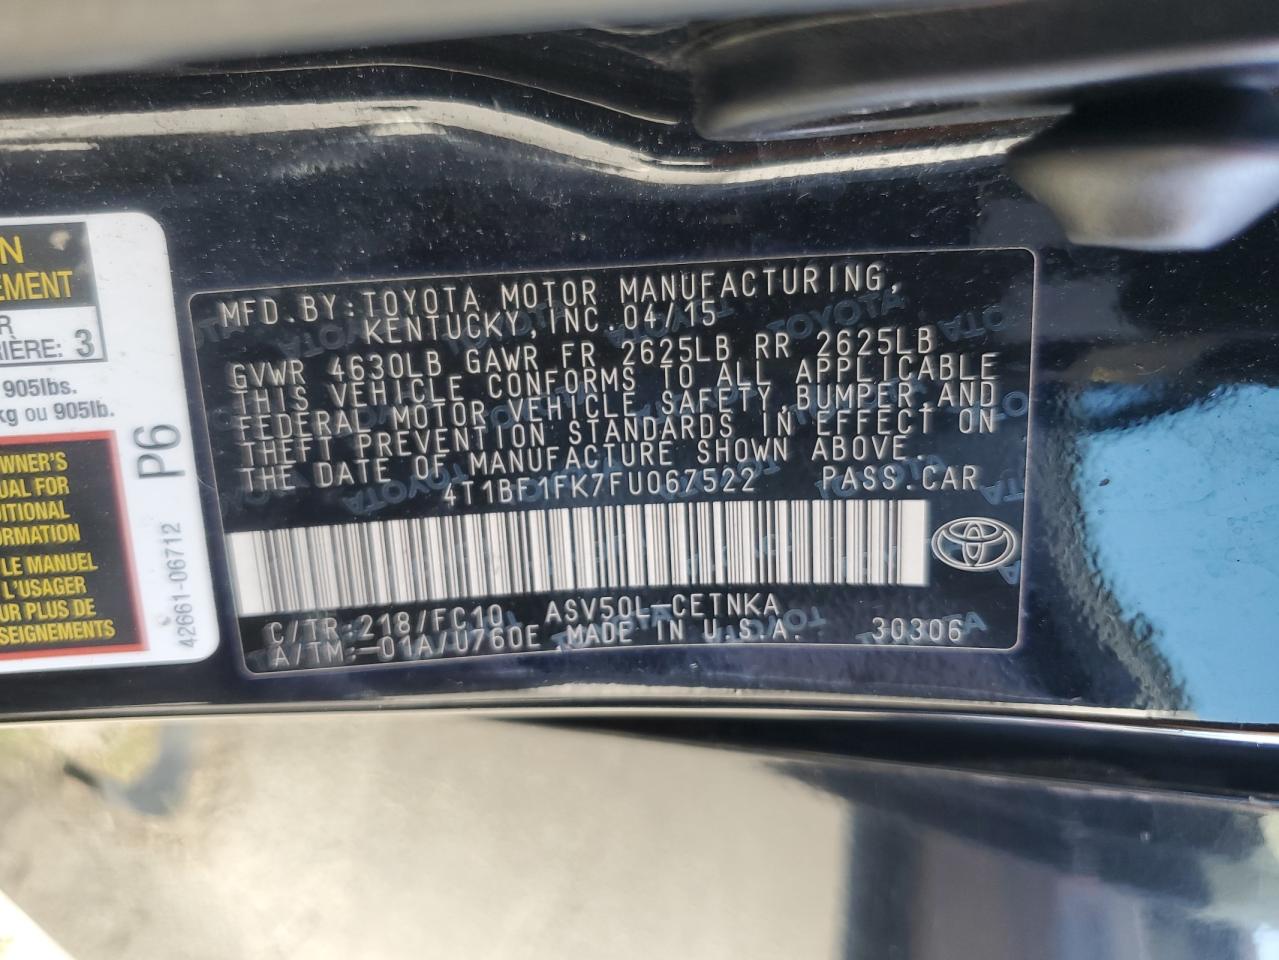 N
EMENT
R
RIÈRE: 3
905lbs.
kg ou 905lb.
WNER'S
UAL FOR
ITIONAL
ORMATION
LE MANUEL
L'USAGER
UR PLUS DE
SEIGNEMENTS
P6
42661-06712
MFD.BY:TOYOTA MOTOR MANUFACTURING,
KENTUCKY,INC.04/15
GVWR 4630LB GAWR FR 2625LB RR 2625LB
THIS VEHICLE CONFORMS TO ALL APPLICABLE
FEDERAL MOTOR VEHICLE SAFETY,BUMPER,AND
THEFT PREVENTION STANDARDS IN EFFECT ON
THE DATE OF MANUFACTURE SHOWN ABOVE.
4T1BF1FK7FU067522 PASS.CAR
C/TR:218/FC10 ASV50L-CETNKA
A/TM:-01A/U760E MADE IN U.S.A. 30306